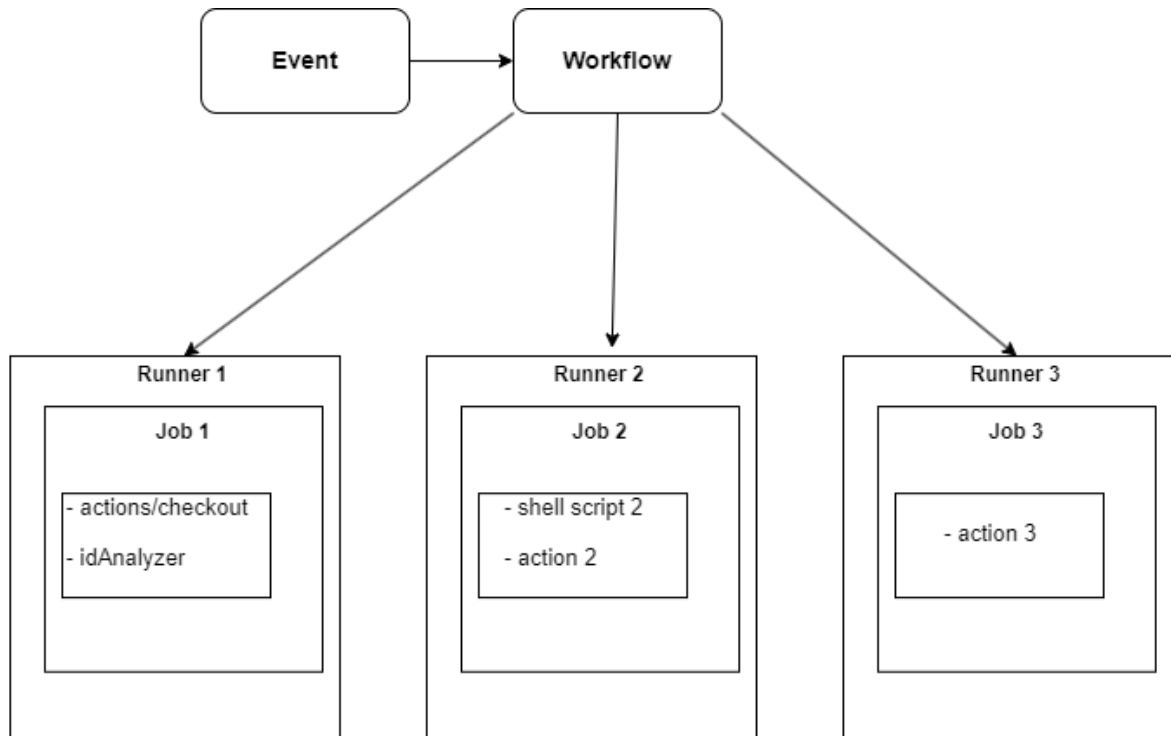 Event
Workflow
Runner 1
Job 1
- actions/checkout
- idAnalyzer
Runner 2
Job 2
- shell script 2
- action 2
Runner 3
Job 3
- action 3